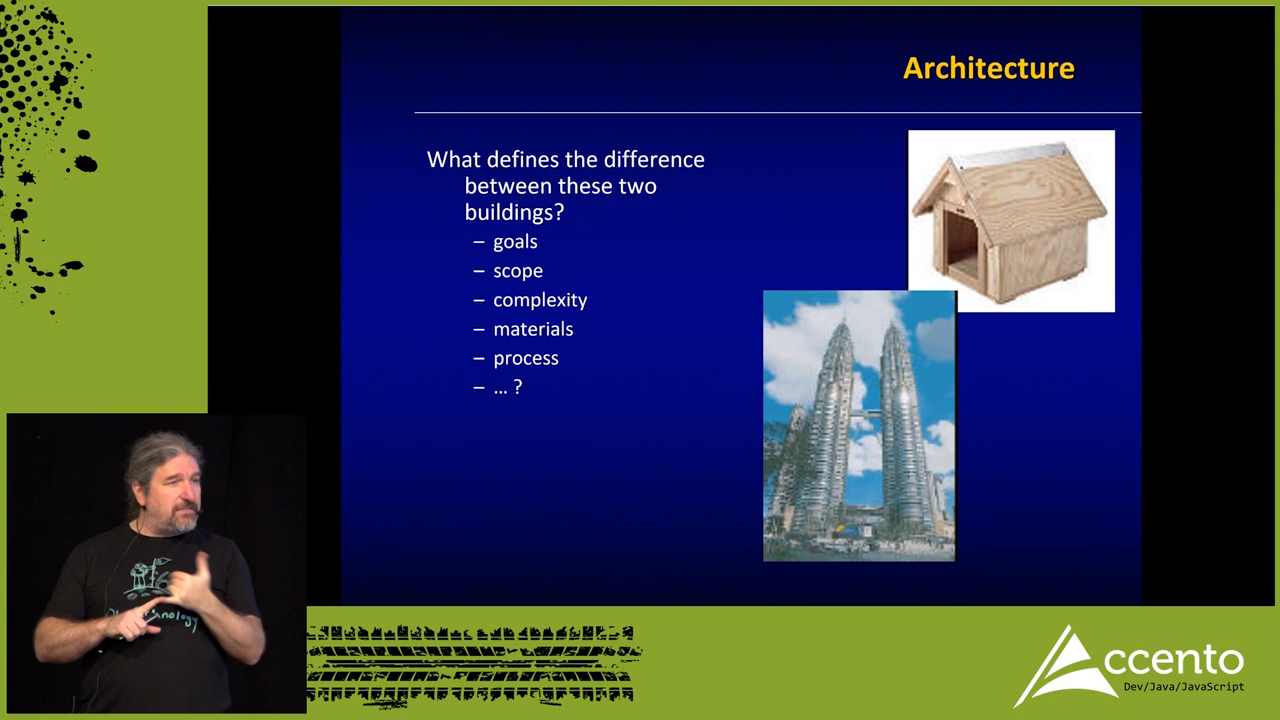 Architecture
What defines the difference
between these two
buildings?
– goals
– scope
– complexity
– materials
– process
– ... ?
ccento
Dev/Java/JavaScript